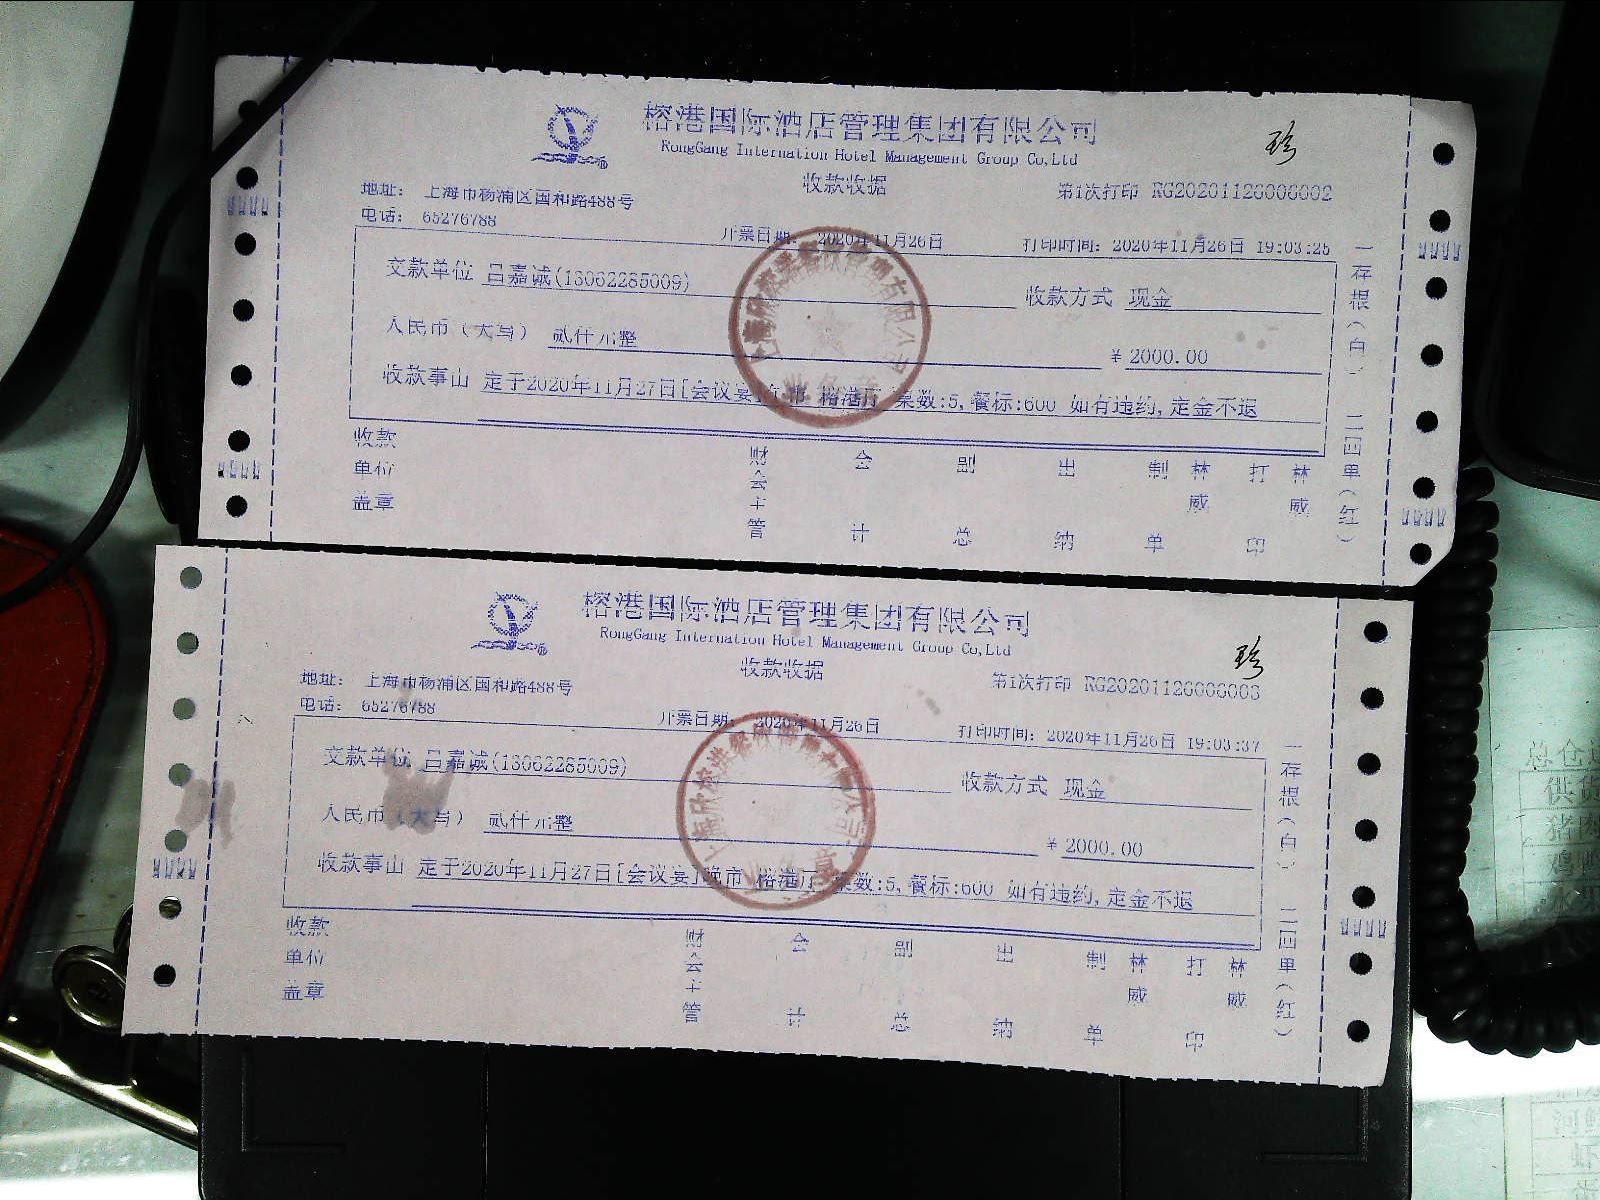 榕港国际酒店管理集团有限公司
RongGang Internation Hotel Management Group Co,Ltd
珍
收款收据
地址： 上海市杨浦区国和路488号
第1次打印 RG20201126000002
电话： 65276788
开票日期： 2020年11月26日
打印时间：2020年11月26日 19:03:25
交款单位 吕嘉诚(13062285009)
收款方式 现金
人民币（大写） 贰仟元整
¥ 2000.00
收款事由 定于2020年11月27日[会议宴] 市 榕港厅 桌数:5,餐标:600 如有违约,定金不退
收款单位盖章
财会主管 会计 副总 出纳 制单 林威 打印 林威
一存根（白） 二四单（红）
榕港国际酒店管理集团有限公司
RongGang Internation Hotel Management Group Co,Ltd
珍
收款收据
地址： 上海市杨浦区国和路488号
第1次打印 RG20201126000003
电话： 65276788
开票日期： 2020年11月26日
打印时间：2020年11月26日 19:03:37
交款单位 吕嘉诚(13062285009)
收款方式 现金
人民币（大写） 贰仟元整
¥ 2000.00
收款事由 定于2020年11月27日[会议宴]晚市 榕港厅 桌数:5,餐标:600 如有违约,定金不退
收款单位盖章
财会主管 会计 副总 出纳 制单 林威 打印 林威
一存根（白） 二四单（红）